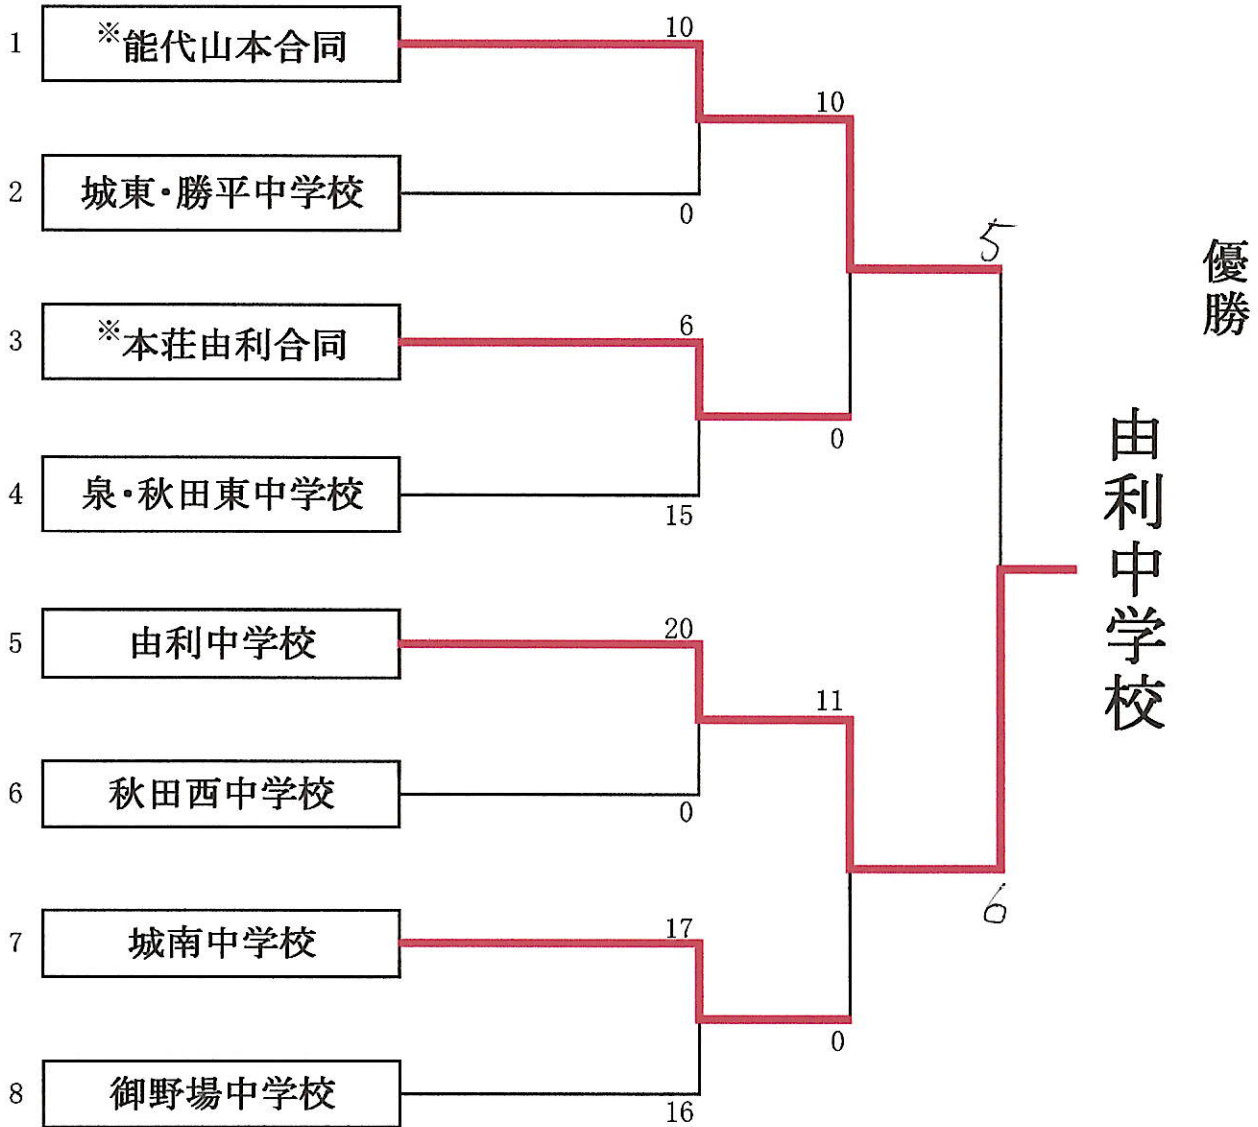 1 ※能代山本合同 10
10
2 城東・勝平中学校 0
5
優勝
3 ※本荘由利合同 6
0
4 泉・秋田東中学校 15
由利中学校
5 由利中学校 20
11
6 秋田西中学校 0
6
7 城南中学校 17
0
8 御野場中学校 16